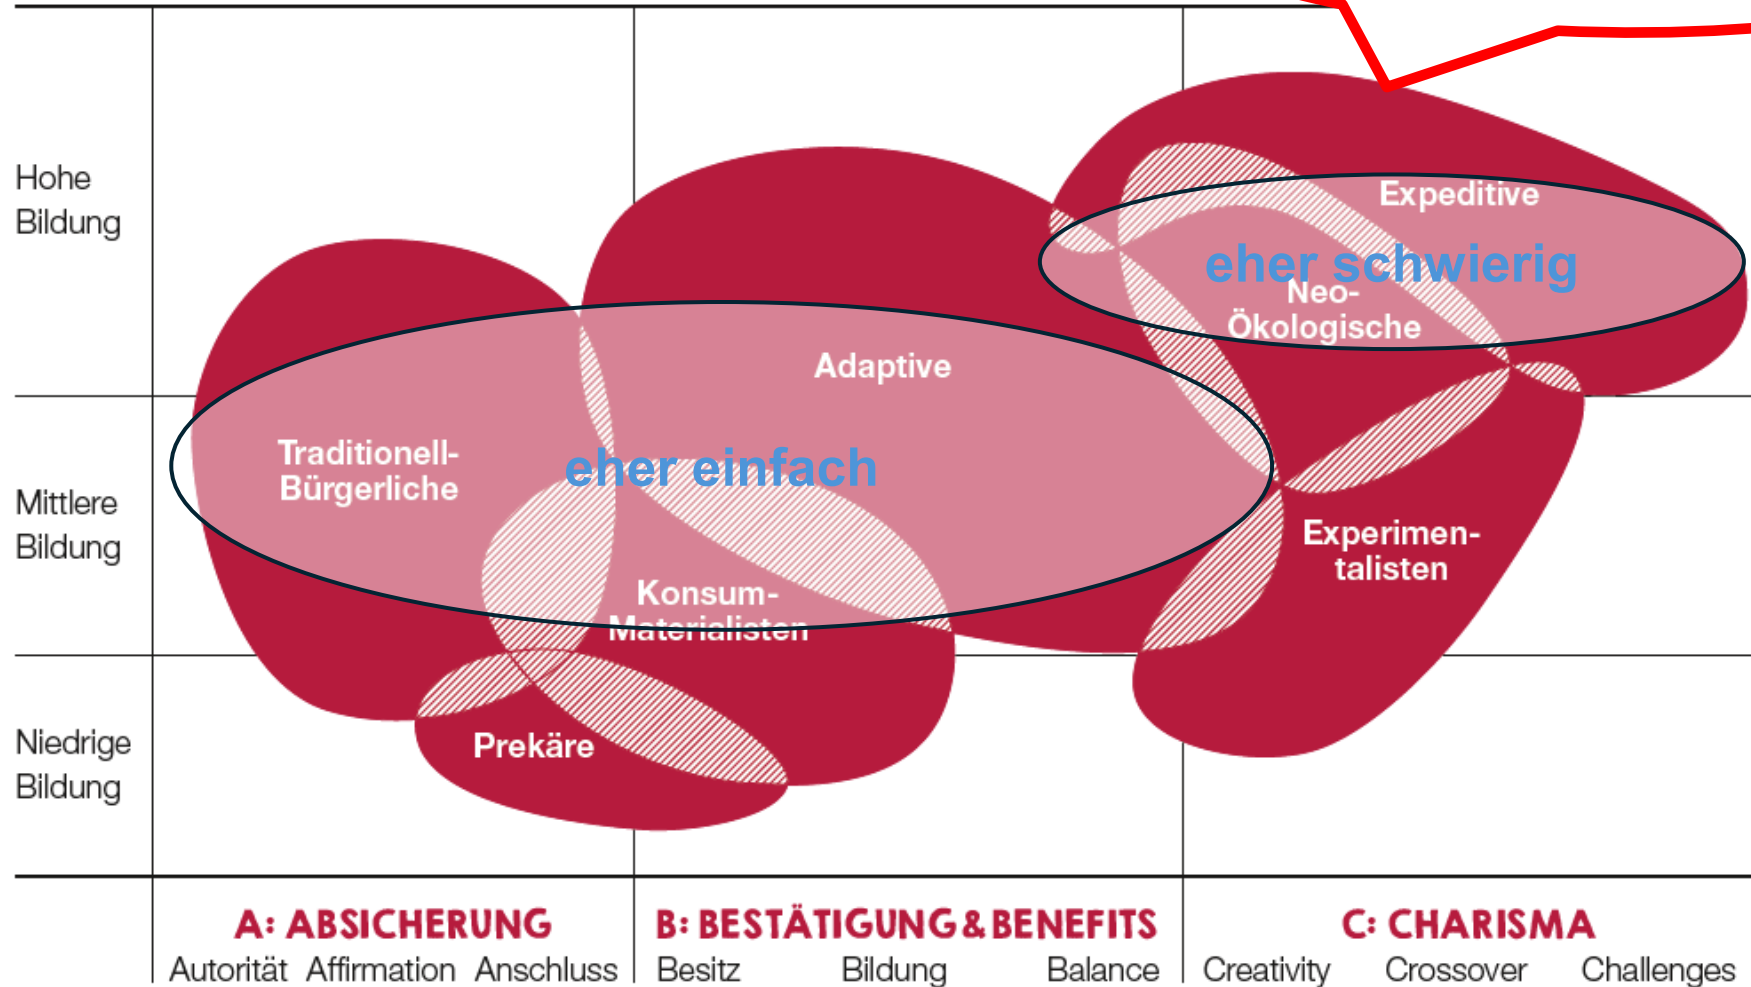 Hohe
Bildung
Expeditive
eher schwierig
Neo-
Ökologische
Adaptive
Traditionell-
Bürgerliche
eher einfach
Mittlere
Bildung
Experimen-
talisten
Konsum-
Materialisten
Niedrige
Bildung
Prekäre
A: ABSICHERUNG
B: BESTÄTIGUNG & BENEFITS
C: CHARISMA
Autorität Affirmation Anschluss
Besitz Bildung Balance
Creativity Crossover Challenges